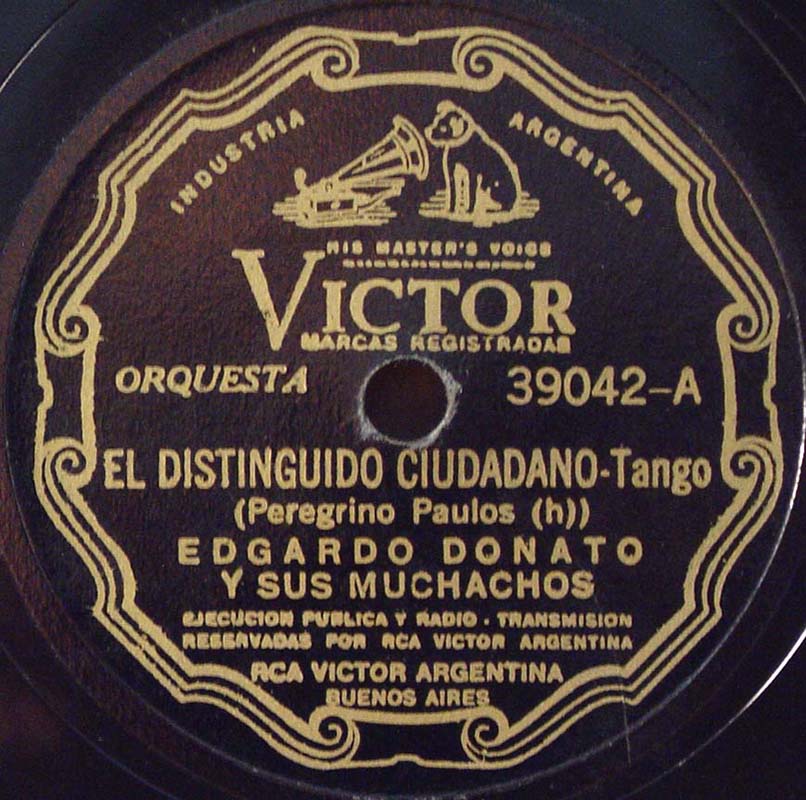 INDUSTRIA ARGENTINA
HIS MASTER'S VOICE
VICTOR
MARCAS REGISTRADAS
ORQUESTA 39042-A
EL DISTINGUIDO CIUDADANO-Tango
(Peregrino Paulos (h))
EDGARDO DONATO
Y SUS MUCHACHOS
EJECUCION PUBLICA Y RADIO - TRANSMISION
RESERVADAS POR RCA VICTOR ARGENTINA
RCA VICTOR ARGENTINA
BUENOS AIRES